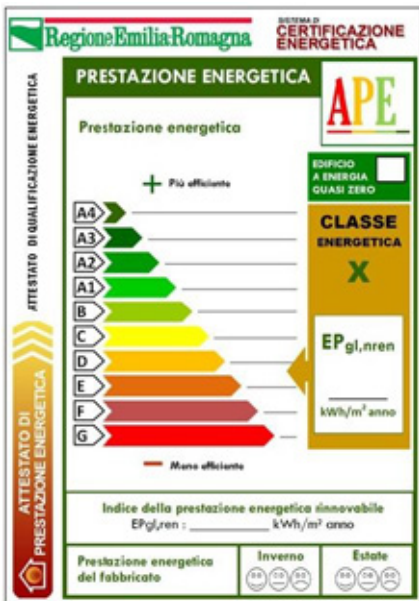 RegioneEmilia-Romagna
SISTEMA DI
CERTIFICAZIONE
ENERGETICA
ATTESTATO DI QUALIFICAZIONE ENERGETICA
ATTESTATO DI
PRESTAZIONE ENERGETICA
PRESTAZIONE ENERGETICA
APE
Prestazione energetica
EDIFICIO
A ENERGIA
QUASI ZERO
+ Più efficiente
A4
A3
A2
A1
B
C
D
E
F
G
— Meno efficiente
CLASSE
ENERGETICA
X
EPgl,nren
________
kWh/m² anno
Indice della prestazione energetica rinnovabile
EPgl,ren : __________ kWh/m² anno
Prestazione energetica
del fabbricato
Inverno
Estate